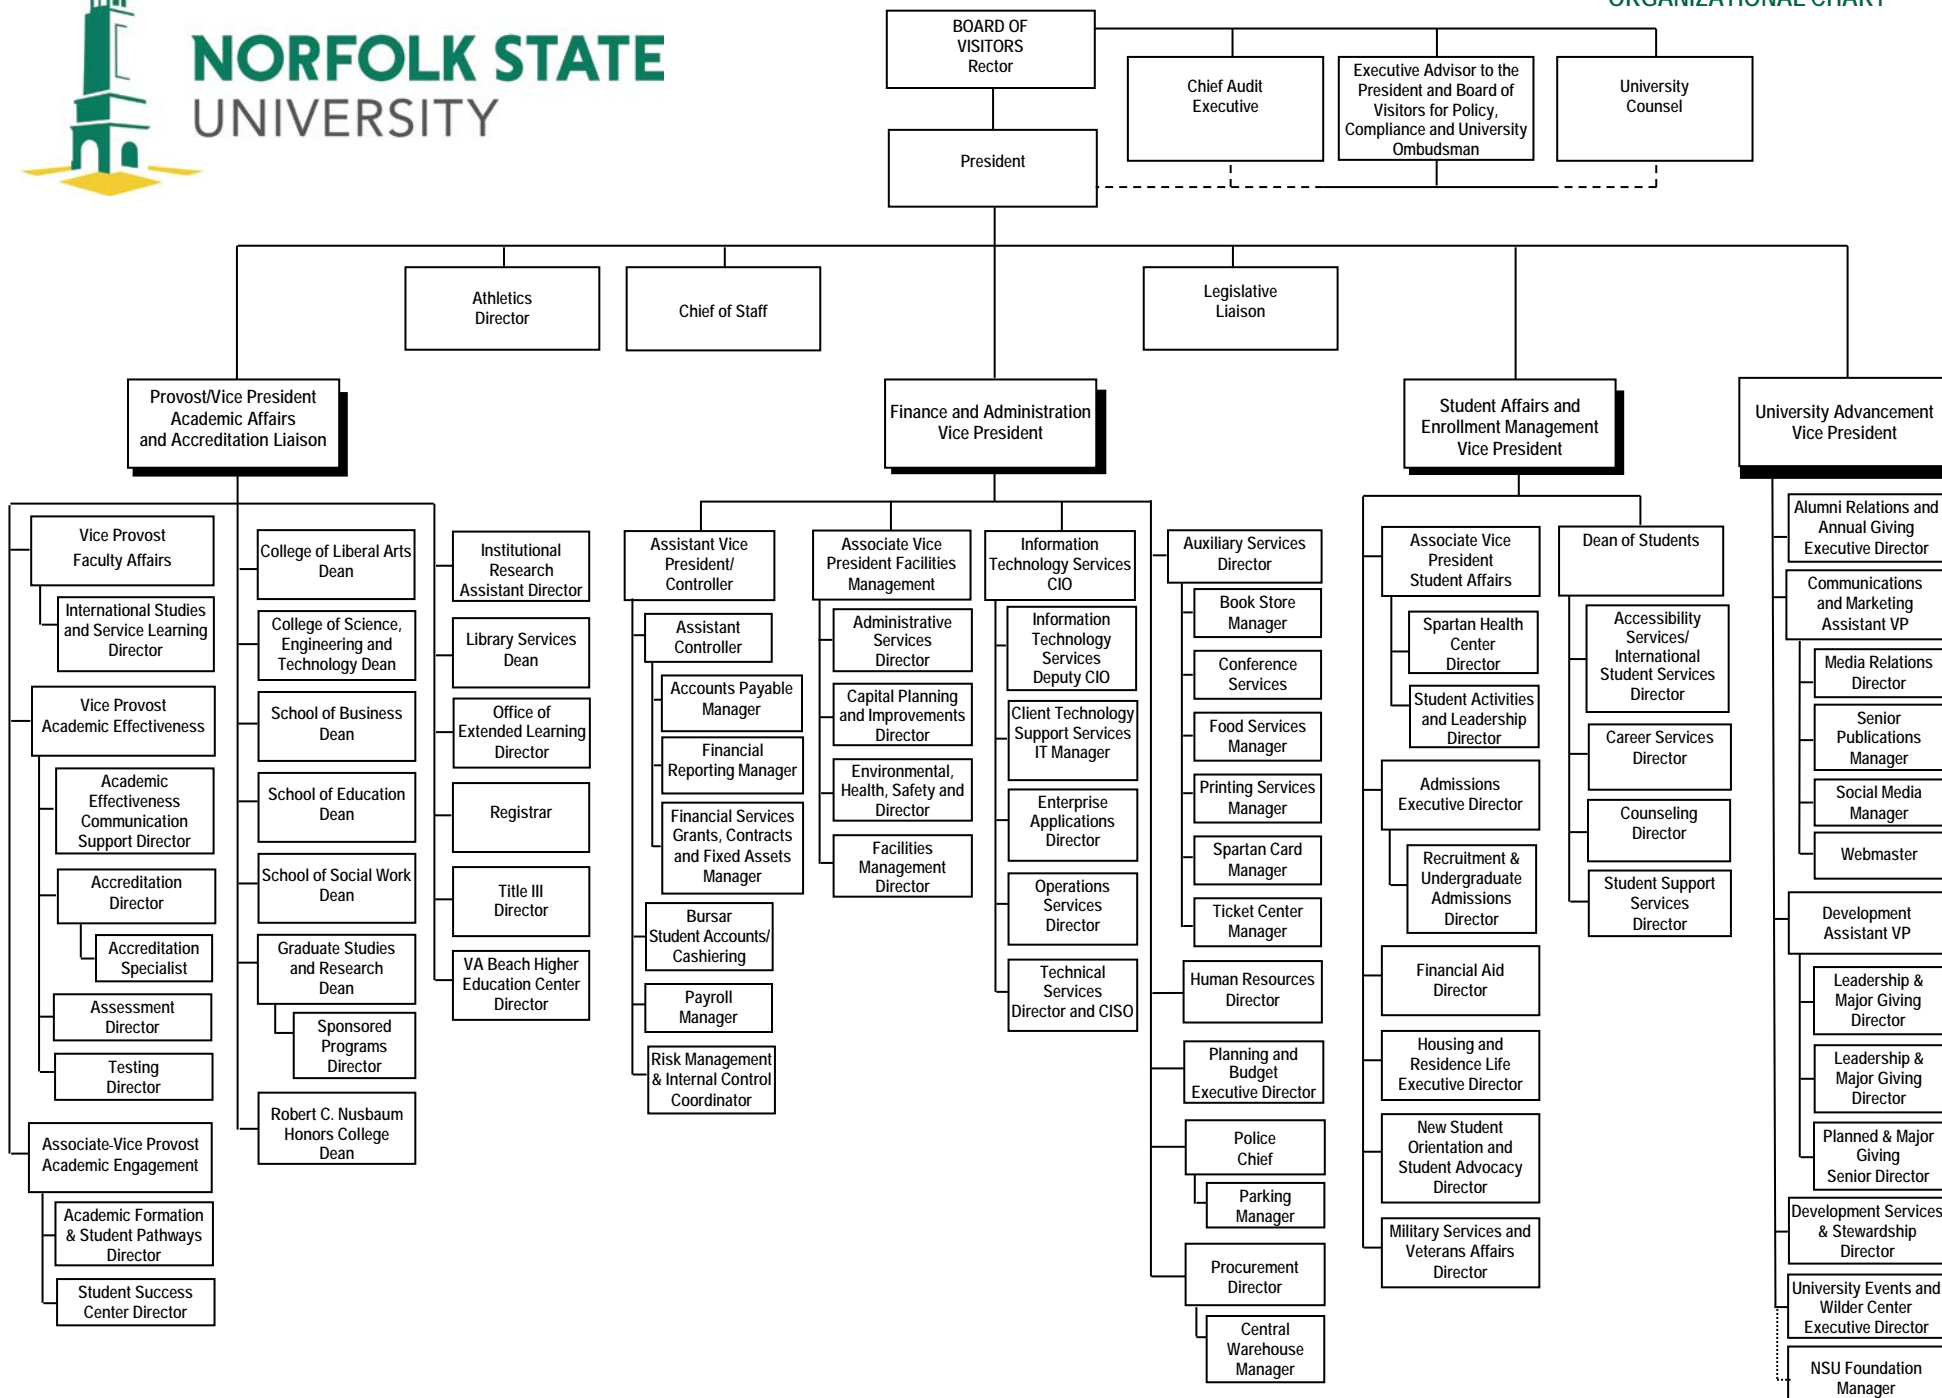 ORGANIZATIONAL CHART
NORFOLK STATE
UNIVERSITY
BOARD OF
VISITORS
Rector
Chief Audit
Executive
Executive Advisor to the
President and Board of
Visitors for Policy,
Compliance and University
Ombudsman
University
Counsel
President
Athletics
Director
Chief of Staff
Legislative
Liaison
Provost/Vice President
Academic Affairs
and Accreditation Liaison
Finance and Administration
Vice President
Student Affairs and
Enrollment Management
Vice President
University Advancement
Vice President
Vice Provost
Faculty Affairs
International Studies
and Service Learning
Director
Vice Provost
Academic Effectiveness
Academic
Effectiveness
Communication
Support Director
Accreditation
Director
Accreditation
Specialist
Assessment
Director
Testing
Director
Associate-Vice Provost
Academic Engagement
Academic Formation
& Student Pathways
Director
Student Success
Center Director
College of Liberal Arts
Dean
College of Science,
Engineering and
Technology Dean
School of Business
Dean
School of Education
Dean
School of Social Work
Dean
Graduate Studies
and Research
Dean
Sponsored
Programs
Director
Robert C. Nusbaum
Honors College
Dean
Institutional
Research
Assistant Director
Library Services
Dean
Office of
Extended Learning
Director
Registrar
Title III
Director
VA Beach Higher
Education Center
Director
Assistant Vice
President/
Controller
Assistant
Controller
Accounts Payable
Manager
Financial
Reporting Manager
Financial Services
Grants, Contracts
and Fixed Assets
Manager
Bursar
Student Accounts/
Cashiering
Payroll
Manager
Risk Management
& Internal Control
Coordinator
Associate Vice
President Facilities
Management
Administrative
Services
Director
Capital Planning
and Improvements
Director
Environmental,
Health, Safety and
Director
Facilities
Management
Director
Information
Technology Services
CIO
Information
Technology
Services
Deputy CIO
Client Technology
Support Services
IT Manager
Enterprise
Applications
Director
Operations
Services
Director
Technical
Services
Director and CISO
Auxiliary Services
Director
Book Store
Manager
Conference
Services
Food Services
Manager
Printing Services
Manager
Spartan Card
Manager
Ticket Center
Manager
Human Resources
Director
Planning and
Budget
Executive Director
Police
Chief
Parking
Manager
Procurement
Director
Central
Warehouse
Manager
Associate Vice
President
Student Affairs
Spartan Health
Center
Director
Student Activities
and Leadership
Director
Admissions
Executive Director
Recruitment &
Undergraduate
Admissions
Director
Financial Aid
Director
Housing and
Residence Life
Executive Director
New Student
Orientation and
Student Advocacy
Director
Military Services and
Veterans Affairs
Director
Dean of Students
Accessibility
Services/
International
Student Services
Director
Career Services
Director
Counseling
Director
Student Support
Services
Director
Alumni Relations and
Annual Giving
Executive Director
Communications
and Marketing
Assistant VP
Media Relations
Director
Senior
Publications
Manager
Social Media
Manager
Webmaster
Development
Assistant VP
Leadership &
Major Giving
Director
Leadership &
Major Giving
Director
Planned & Major
Giving
Senior Director
Development Services
& Stewardship
Director
University Events and
Wilder Center
Executive Director
NSU Foundation
Manager